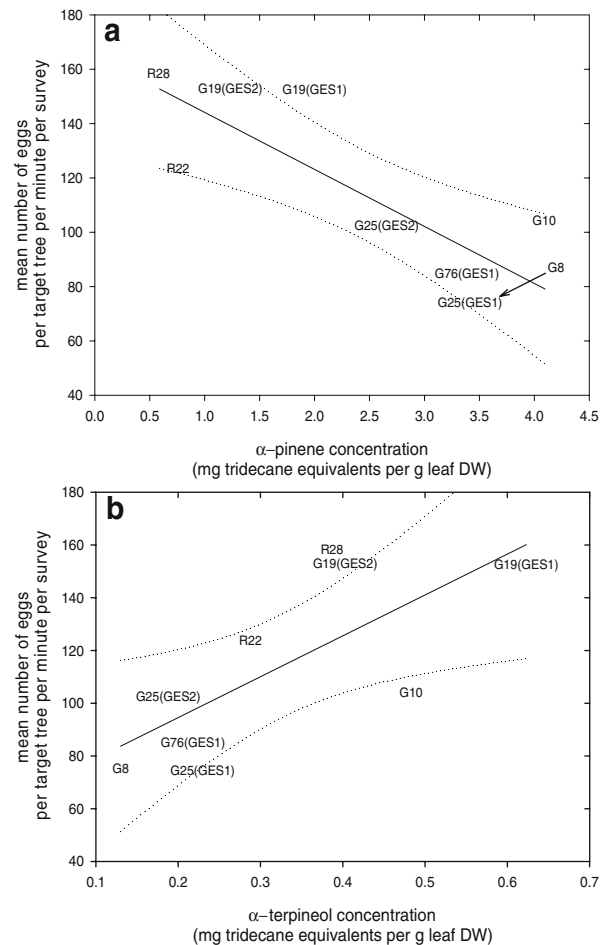 a
mean number of eggs
per target tree per minute per survey
180
160
140
120
100
80
60
40
R28
G19(GES2)
G19(GES1)
R22
G25(GES2)
G10
G76(GES1)
G8
G25(GES1)
0.0 0.5 1.0 1.5 2.0 2.5 3.0 3.5 4.0 4.5
α–pinene concentration
(mg tridecane equivalents per g leaf DW)
b
mean number of eggs
per target tree per minute per survey
180
160
140
120
100
80
60
40
R28
G19(GES2)
G19(GES1)
R22
G25(GES2)
G10
G76(GES1)
G8
G25(GES1)
0.1 0.2 0.3 0.4 0.5 0.6 0.7
α–terpineol concentration
(mg tridecane equivalents per g leaf DW)